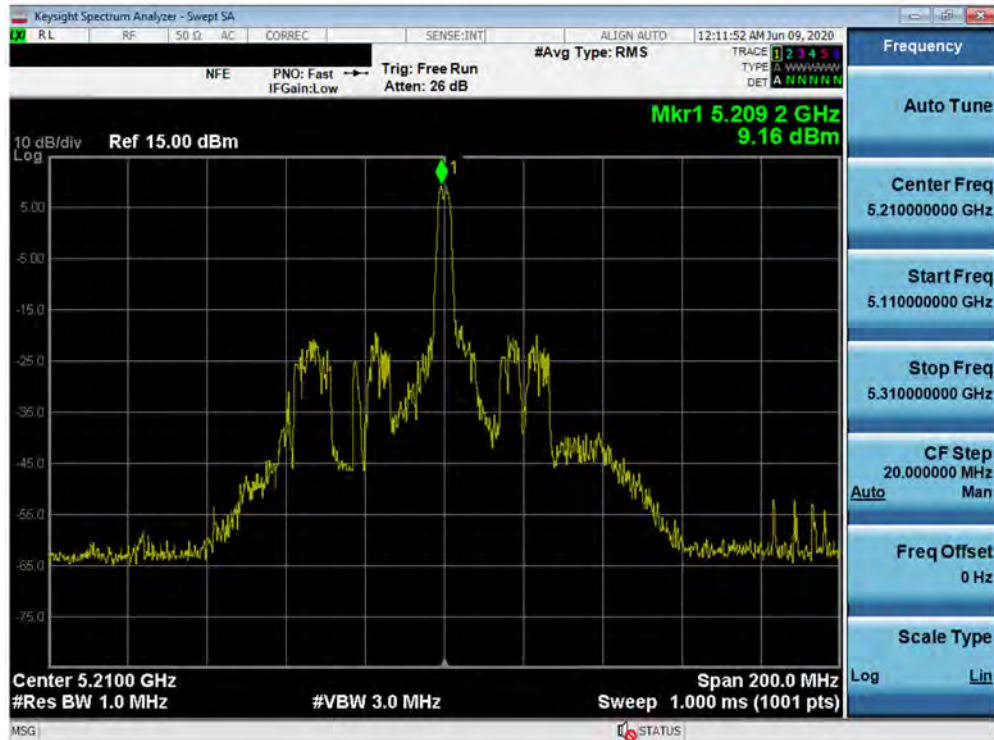 Keysight Spectrum Analyzer - Swept SA
LXI RL RF 50 Ω AC CORREC SENSE:INT ALIGN AUTO 12:11:52 AM Jun 09, 2020
#Avg Type: RMS TRACE 1 2 3 4 5 6
NFE PNO: Fast Trig: Free Run TYPE A WWWWW
IFGain:Low Atten: 26 dB DET A N N N N N
Mkr1 5.209 2 GHz
9.16 dBm
10 dB/div Ref 15.00 dBm
Log
1
5.00
-5.00
-15.0
-25.0
-35.0
-45.0
-55.0
-65.0
-75.0
Center 5.2100 GHz Span 200.0 MHz
#Res BW 1.0 MHz #VBW 3.0 MHz Sweep 1.000 ms (1001 pts)
MSG STATUS
Frequency
Auto Tune
Center Freq
5.210000000 GHz
Start Freq
5.110000000 GHz
Stop Freq
5.310000000 GHz
CF Step
20.000000 MHz
Auto Man
Freq Offset
0 Hz
Scale Type
Log Lin